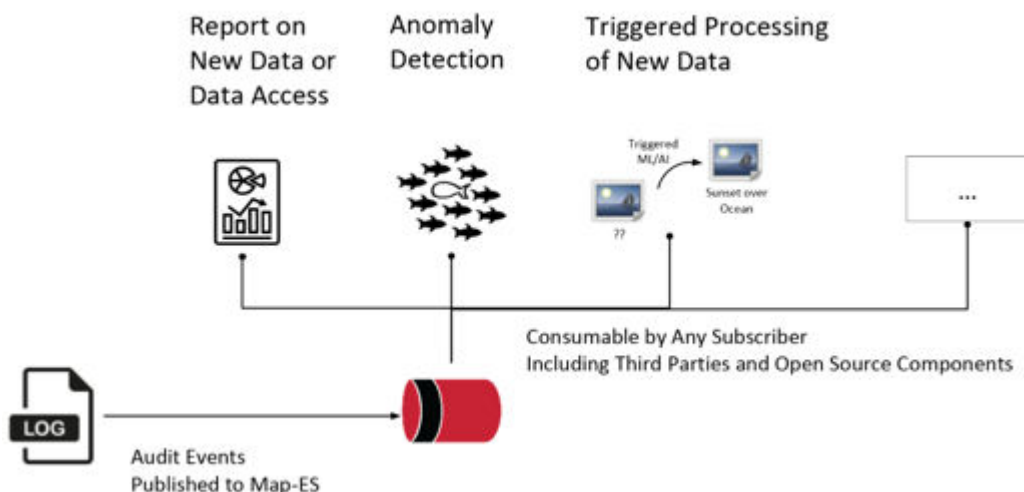 Report on
New Data or
Data Access
Anomaly
Detection
Triggered Processing
of New Data
Triggered
ML/AI
Sunset over
Ocean
??
...
Consumable by Any Subscriber
Including Third Parties and Open Source Components
LOG
Audit Events
Published to Map-ES